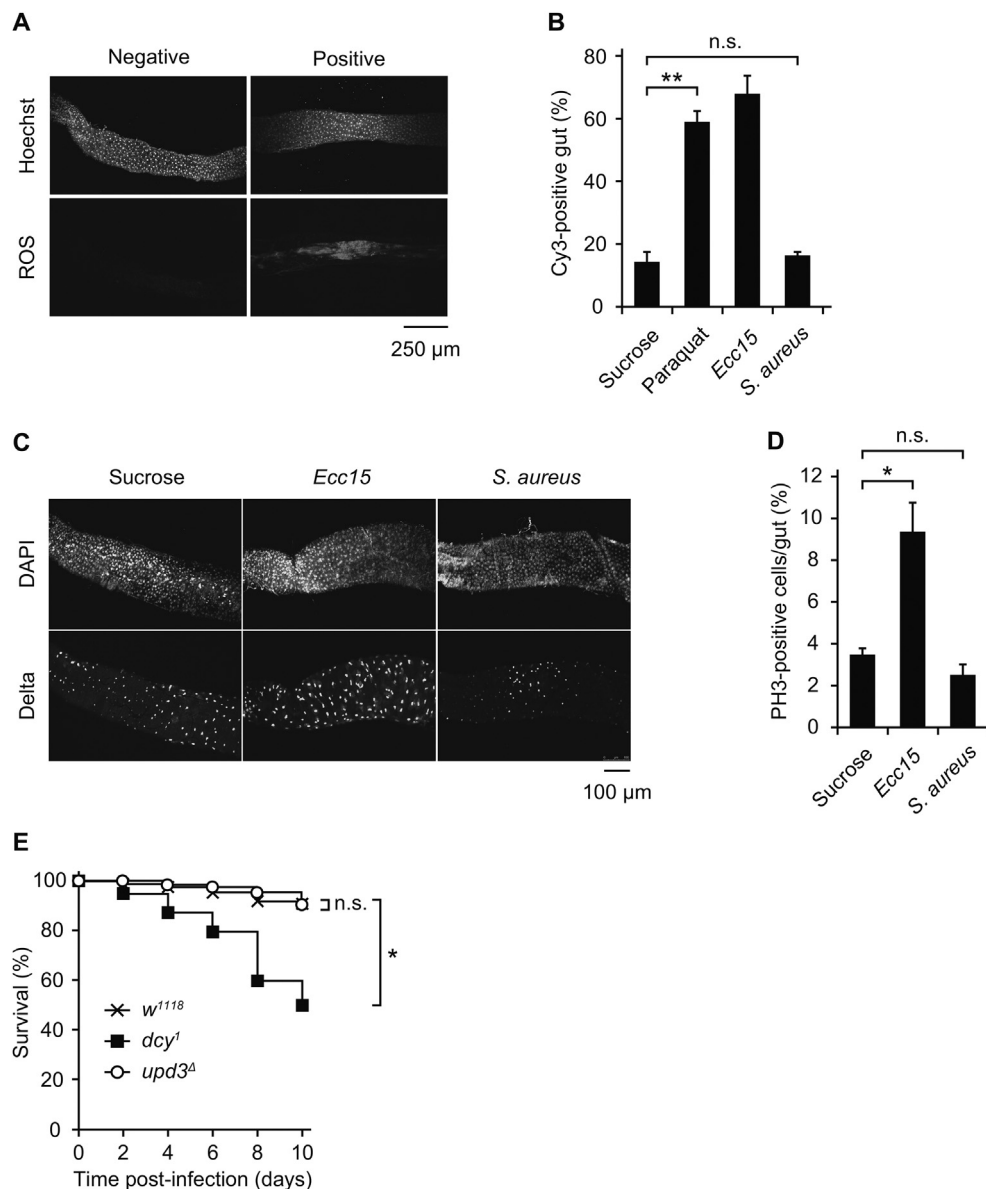 A
Negative Positive
Hoechst
ROS
250 µm
B
n.s.
**
80
60
40
20
0
Cy3-positive gut (%)
Sucrose
Paraquat
Ecc15
S. aureus
C
Sucrose Ecc15 S. aureus
DAPI
Delta
100 µm
D
n.s.
*
12
10
8
6
4
2
0
PH3-positive cells/gut (%)
Sucrose
Ecc15
S. aureus
E
100
80
60
40
20
0
Survival (%)
n.s.
*
w¹¹¹⁸
dcy¹
upd3^Δ
0 2 4 6 8 10
Time post-infection (days)